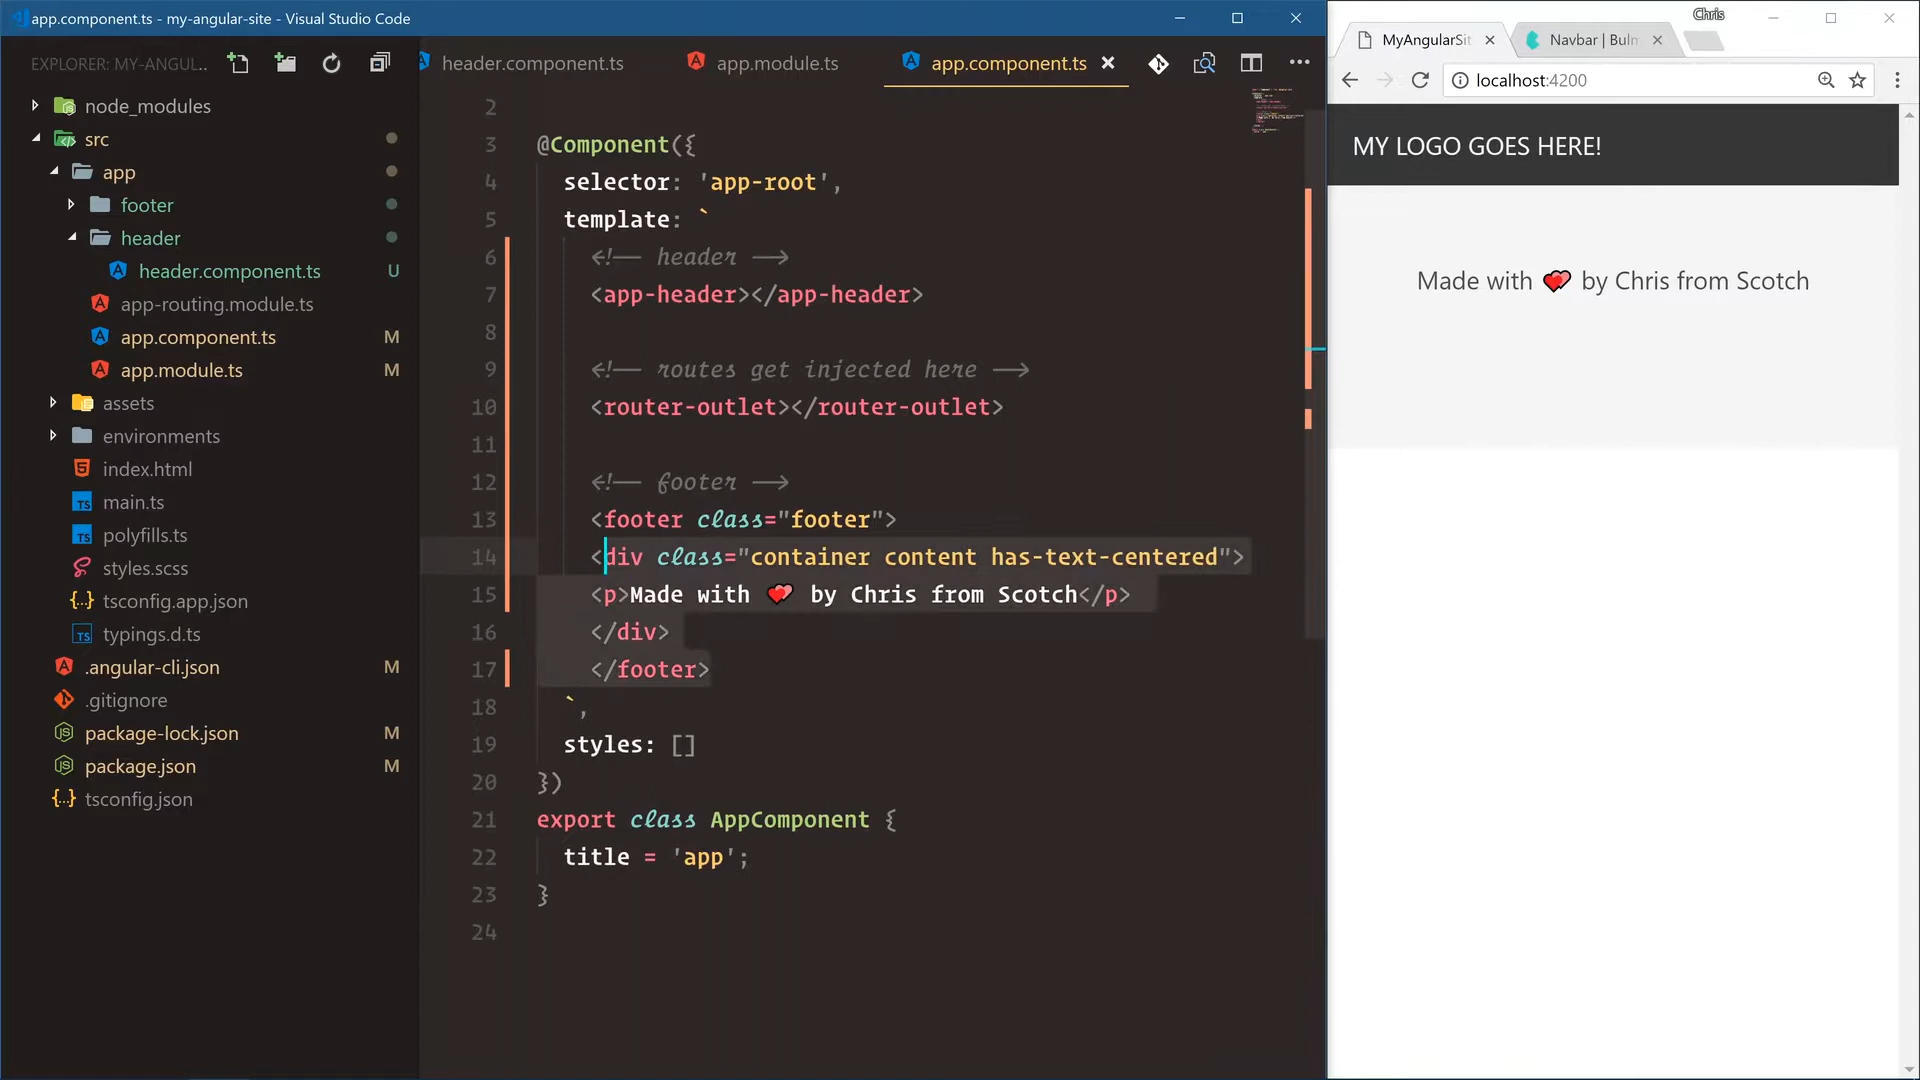 app.component.ts - my-angular-site - Visual Studio Code
EXPLORER: MY-ANGUL...
node_modules
src
app
footer
header
header.component.ts U
app-routing.module.ts
app.component.ts M
app.module.ts M
assets
environments
index.html
main.ts
polyfills.ts
styles.scss
tsconfig.app.json
typings.d.ts
.angular-cli.json M
.gitignore
package-lock.json M
package.json M
tsconfig.json
header.component.ts app.module.ts app.component.ts
2
3 @Component({
4 selector: 'app-root',
5 template: `
6 <!-- header -->
7 <app-header></app-header>
8
9 <!-- routes get injected here -->
10 <router-outlet></router-outlet>
11
12 <!-- footer -->
13 <footer class="footer">
14 <div class="container content has-text-centered">
15 <p>Made with 💕 by Chris from Scotch</p>
16 </div>
17 </footer>
18 `,
19 styles: []
20 })
21 export class AppComponent {
22 title = 'app';
23 }
24
Chris
MyAngularSit Navbar | Bulm
localhost:4200
MY LOGO GOES HERE!
Made with 💕 by Chris from Scotch